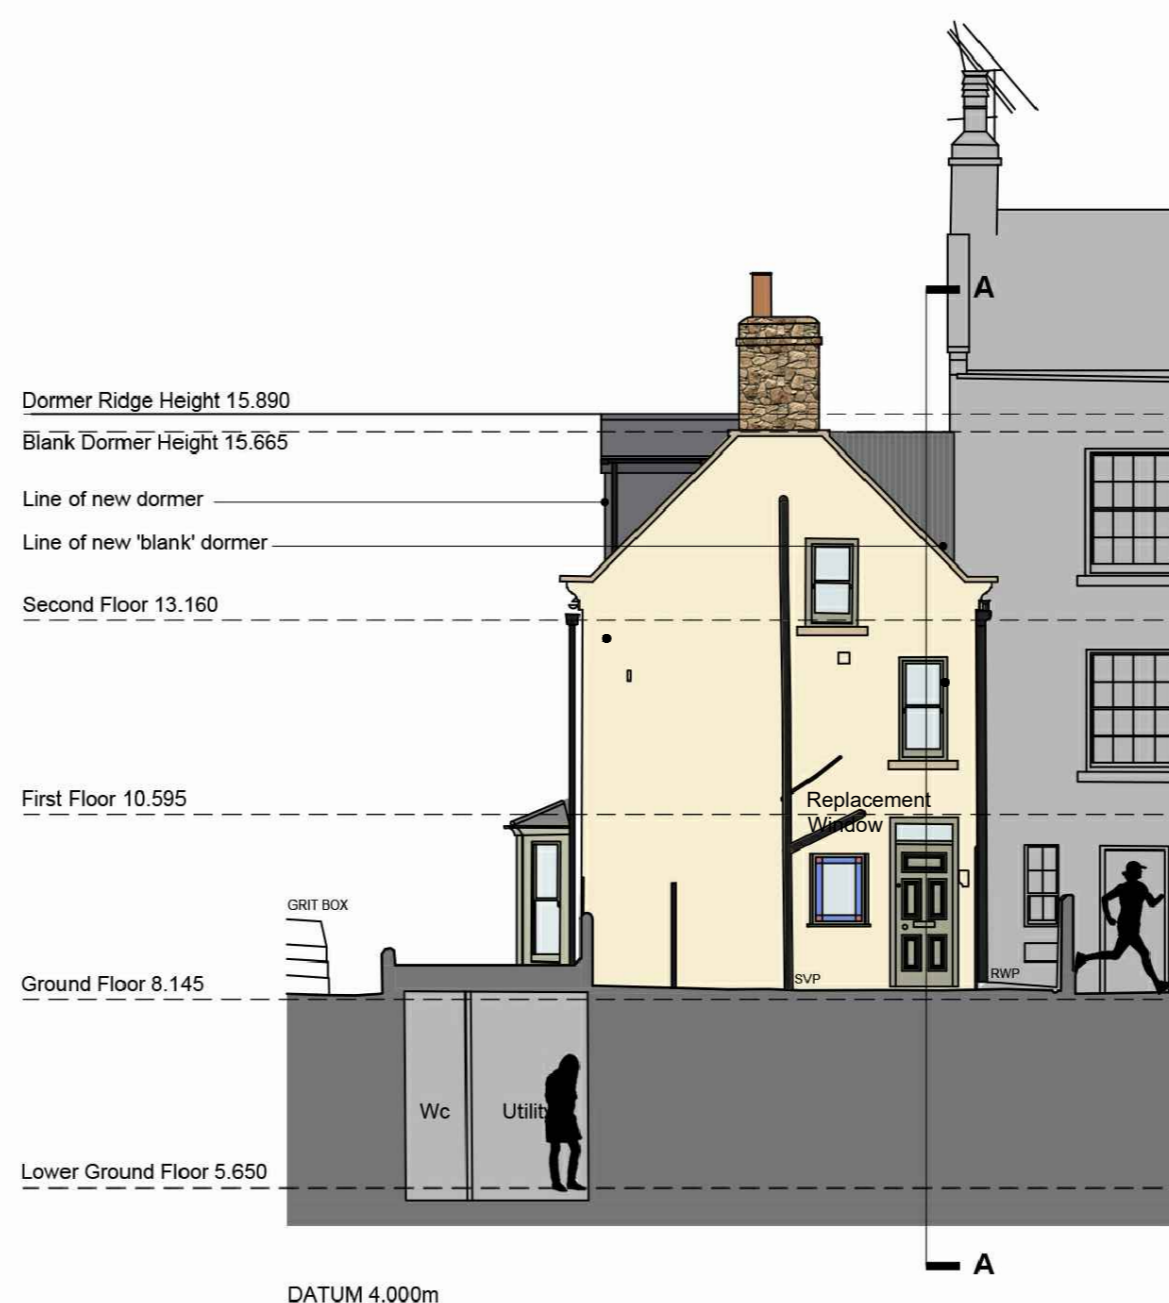 A
Dormer Ridge Height 15.890
Blank Dormer Height 15.665
Line of new dormer
Line of new 'blank' dormer
Second Floor 13.160
First Floor 10.595
Replacement
Window
GRIT BOX
Ground Floor 8.145
SVP
RWP
Wc
Utility
Lower Ground Floor 5.650
A
DATUM 4.000m